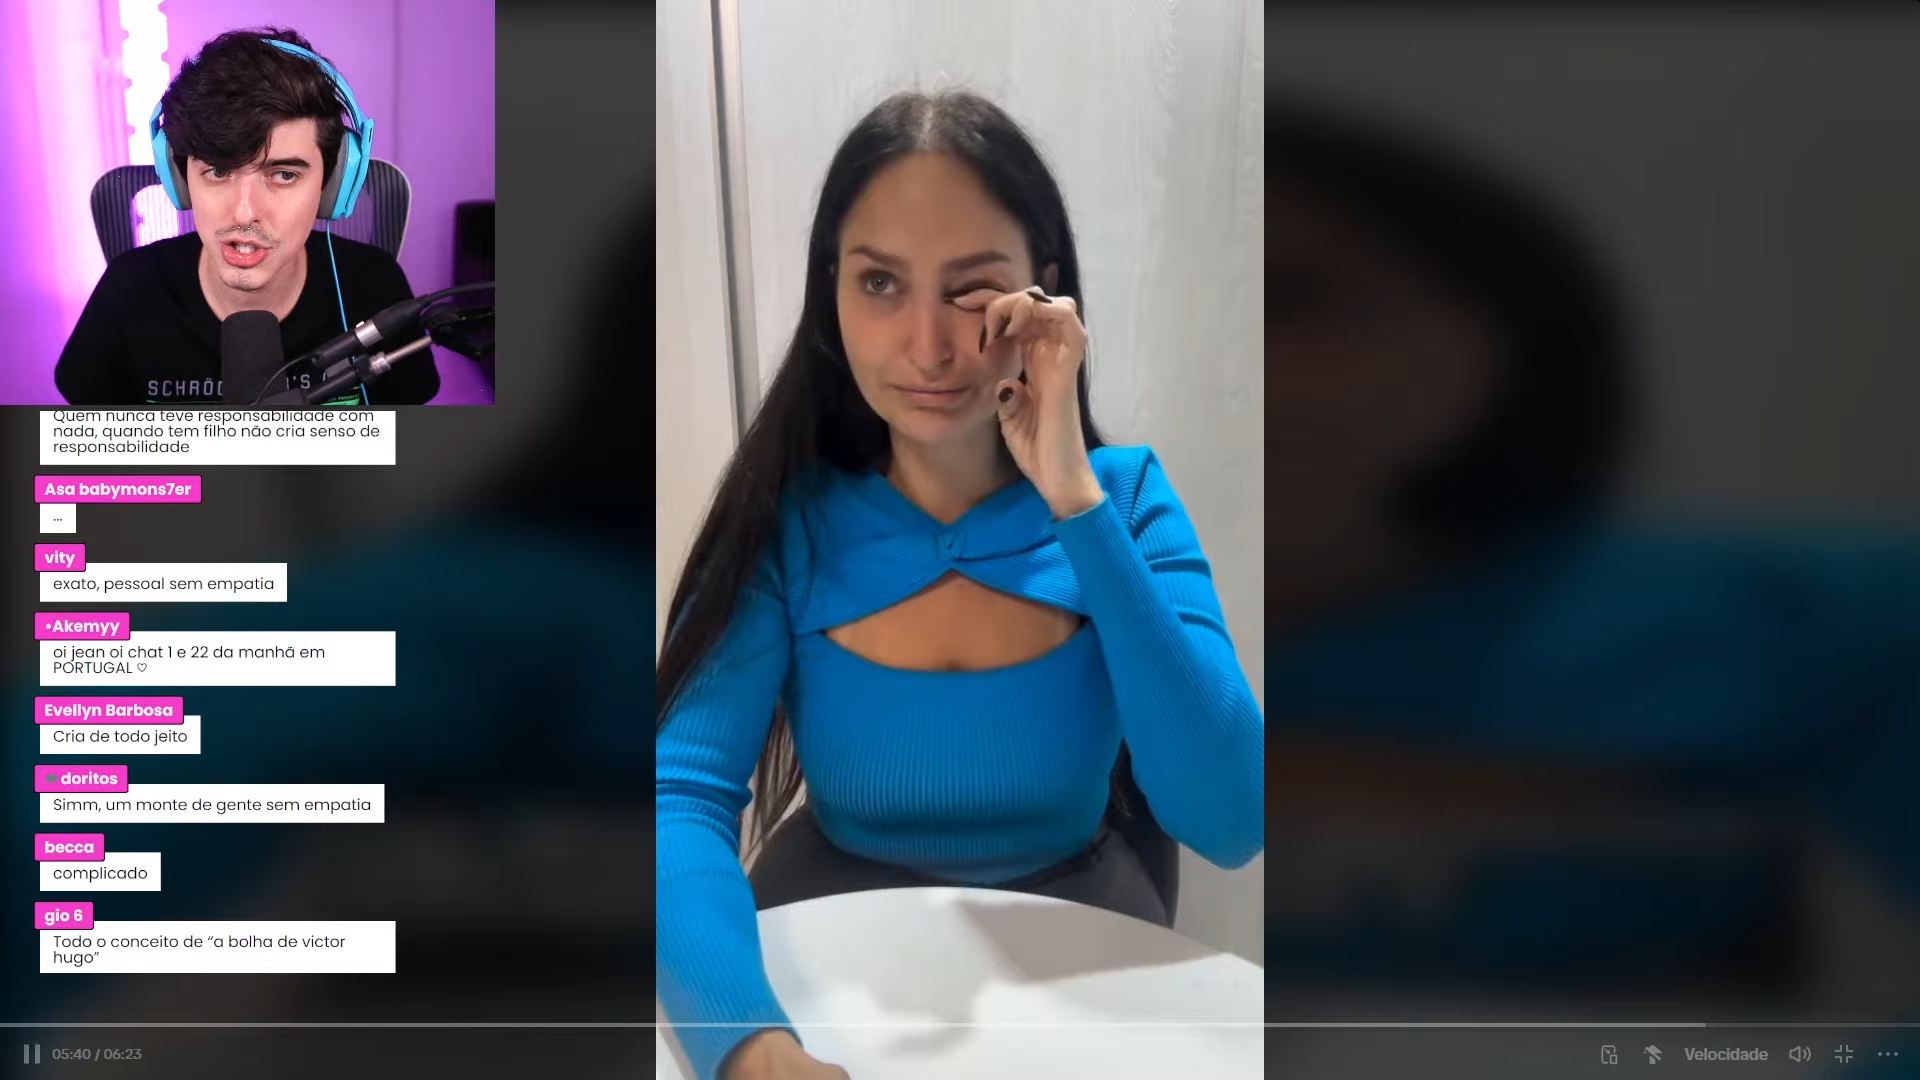 SCHRÖD
'S
Quem nunca teve responsabilidade com
nada, quando tem filho não cria senso de
responsabilidade
Asa babymons7er
...
vity
exato, pessoal sem empatia
•Akemyy
oi jean oi chat 1 e 22 da manhã em
PORTUGAL ♡
Evellyn Barbosa
Cria de todo jeito
doritos
Simm, um monte de gente sem empatia
becca
complicado
gio 6
Todo o conceito de “a bolha de victor
hugo”
05:40 / 06:23
Velocidade